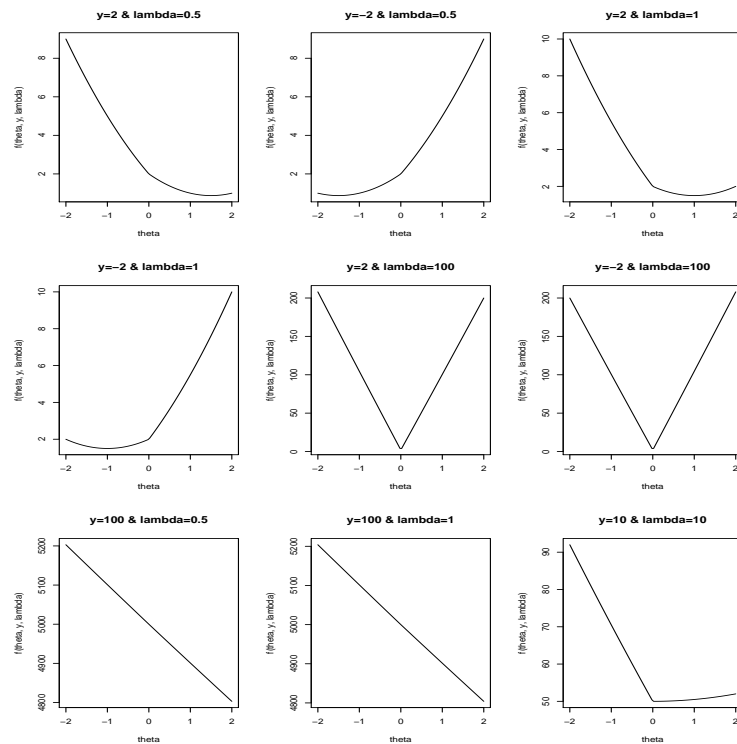 y=2 & lambda=0.5
f(theta, y, lambda)
8
6
4
2
−2 −1 0 1 2
theta
y=−2 & lambda=0.5
f(theta, y, lambda)
8
6
4
2
−2 −1 0 1 2
theta
y=2 & lambda=1
f(theta, y, lambda)
10
8
6
4
2
−2 −1 0 1 2
theta
y=−2 & lambda=1
f(theta, y, lambda)
10
8
6
4
2
−2 −1 0 1 2
theta
y=2 & lambda=100
f(theta, y, lambda)
200
150
100
50
0
−2 −1 0 1 2
theta
y=−2 & lambda=100
f(theta, y, lambda)
200
150
100
50
0
−2 −1 0 1 2
theta
y=100 & lambda=0.5
f(theta, y, lambda)
5200
5100
5000
4900
4800
−2 −1 0 1 2
theta
y=100 & lambda=1
f(theta, y, lambda)
5200
5100
5000
4900
4800
−2 −1 0 1 2
theta
y=10 & lambda=10
f(theta, y, lambda)
90
80
70
60
50
−2 −1 0 1 2
theta